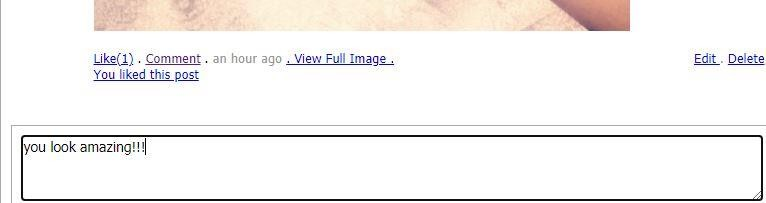 Like(1) . Comment . an hour ago . View Full Image . Edit . Delete
You liked this post
you look amazing!!!